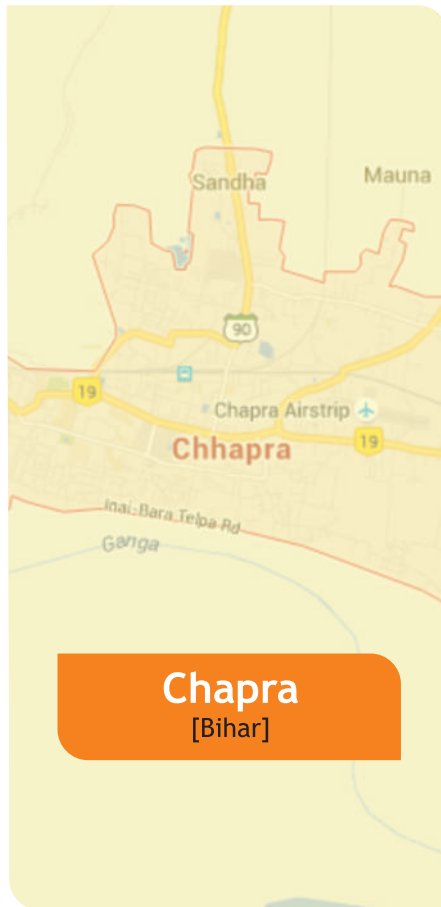 Sandha
Mauna
90
19
Chapra Airstrip
Chhapra
19
Inai-Bara Telpa Rd
Ganga
Chapra
[Bihar]